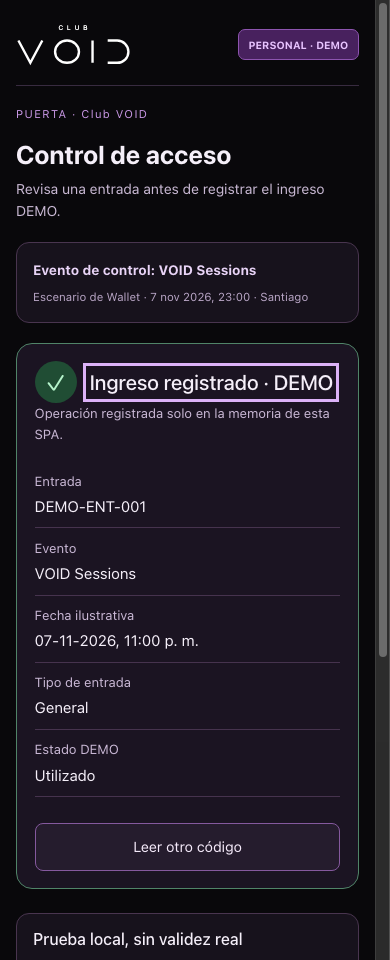 CLUB
VOID
PERSONAL · DEMO
PUERTA · Club VOID
Control de acceso
Revisa una entrada antes de registrar el ingreso
DEMO.
Evento de control: VOID Sessions
Escenario de Wallet · 7 nov 2026, 23:00 · Santiago
Ingreso registrado · DEMO
Operación registrada solo en la memoria de esta
SPA.
Entrada
DEMO-ENT-001
Evento
VOID Sessions
Fecha ilustrativa
07-11-2026, 11:00 p. m.
Tipo de entrada
General
Estado DEMO
Utilizado
Leer otro código
Prueba local, sin validez real